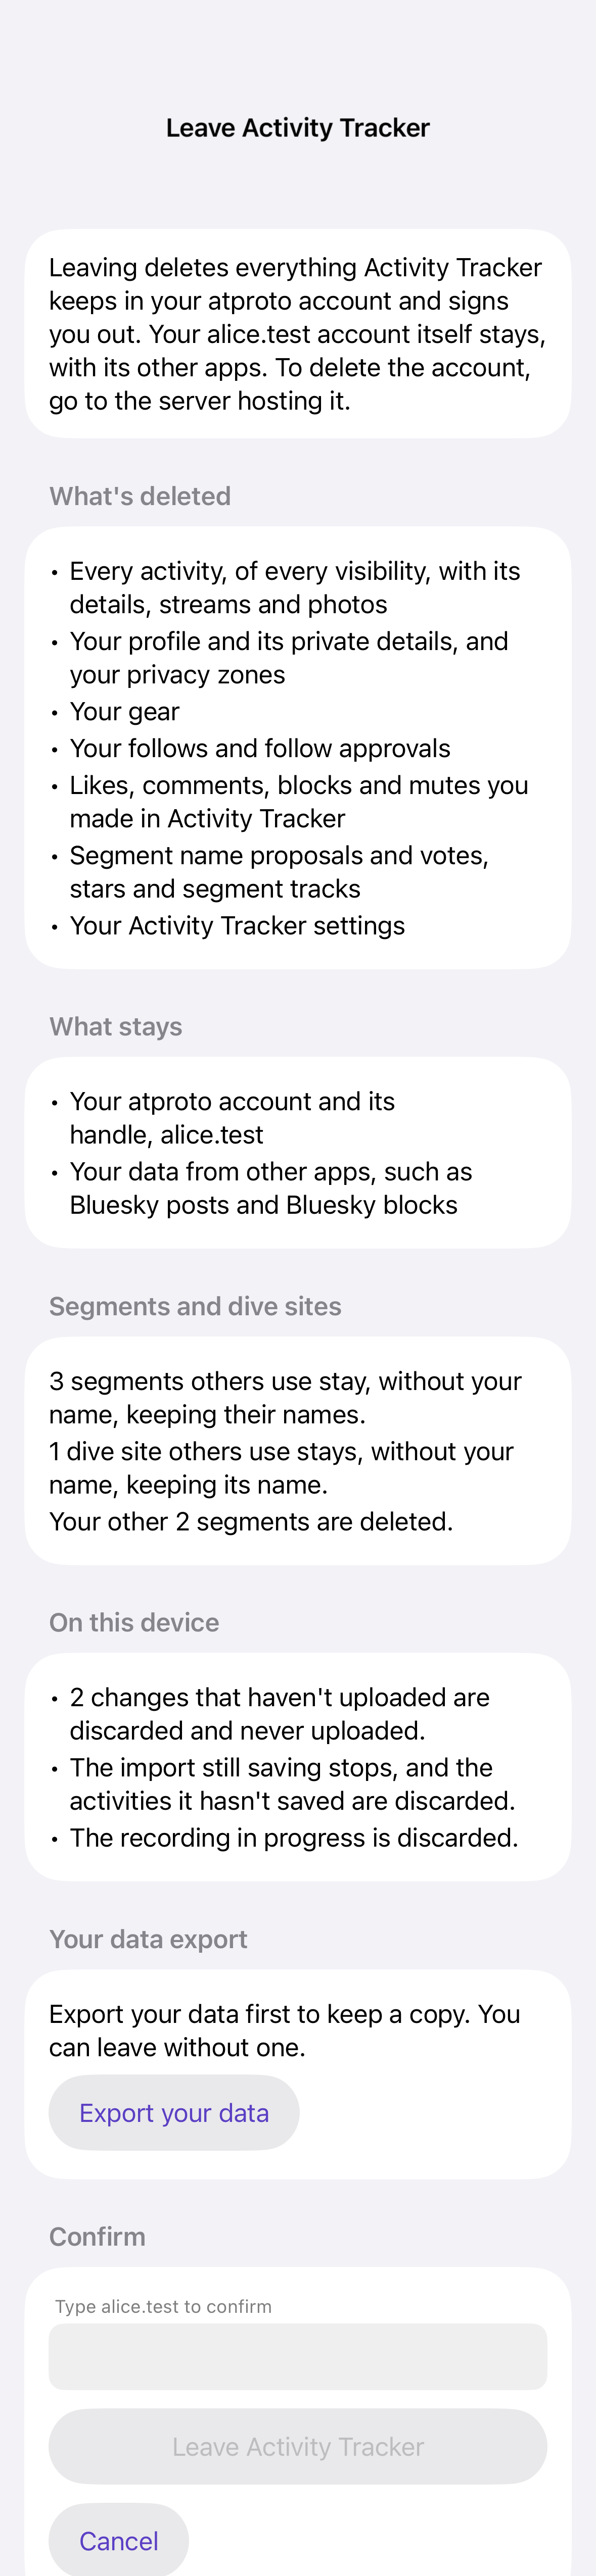 Leave Activity Tracker
Leaving deletes everything Activity Tracker
keeps in your atproto account and signs
you out. Your alice.test account itself stays,
with its other apps. To delete the account,
go to the server hosting it.
What's deleted
• Every activity, of every visibility, with its
details, streams and photos
• Your profile and its private details, and
your privacy zones
• Your gear
• Your follows and follow approvals
• Likes, comments, blocks and mutes you
made in Activity Tracker
• Segment name proposals and votes,
stars and segment tracks
• Your Activity Tracker settings
What stays
• Your atproto account and its
handle, alice.test
• Your data from other apps, such as
Bluesky posts and Bluesky blocks
Segments and dive sites
3 segments others use stay, without your
name, keeping their names.
1 dive site others use stays, without your
name, keeping its name.
Your other 2 segments are deleted.
On this device
• 2 changes that haven't uploaded are
discarded and never uploaded.
• The import still saving stops, and the
activities it hasn't saved are discarded.
• The recording in progress is discarded.
Your data export
Export your data first to keep a copy. You
can leave without one.
Export your data
Confirm
Type alice.test to confirm
Leave Activity Tracker
Cancel